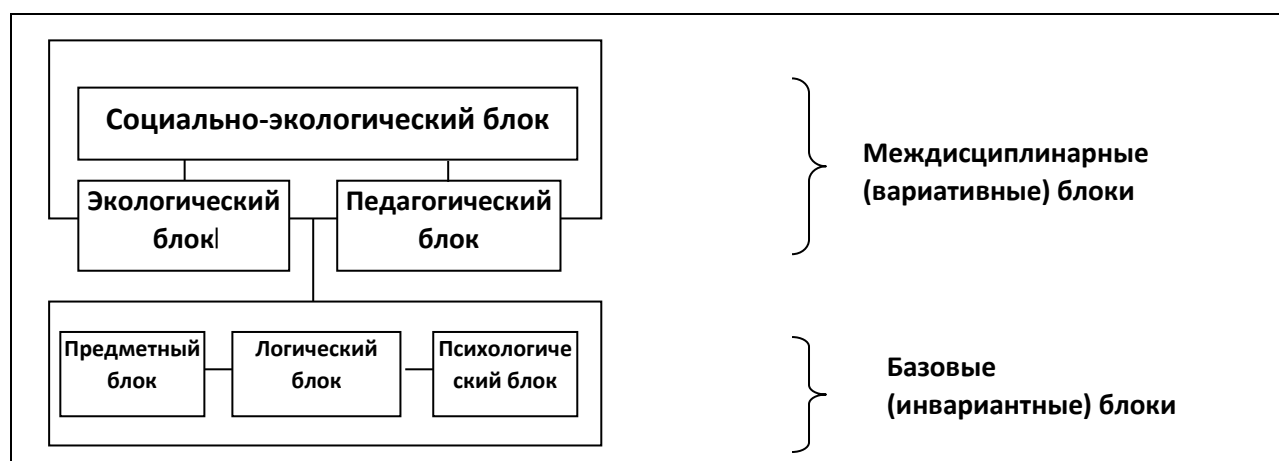 Социально-экологический блок
Экологический
блок
Педагогический
блок
Междисциплинарные
(вариативные) блоки
Предметный
блок
Логический
блок
Психологиче
ский блок
Базовые
(инвариантные) блоки